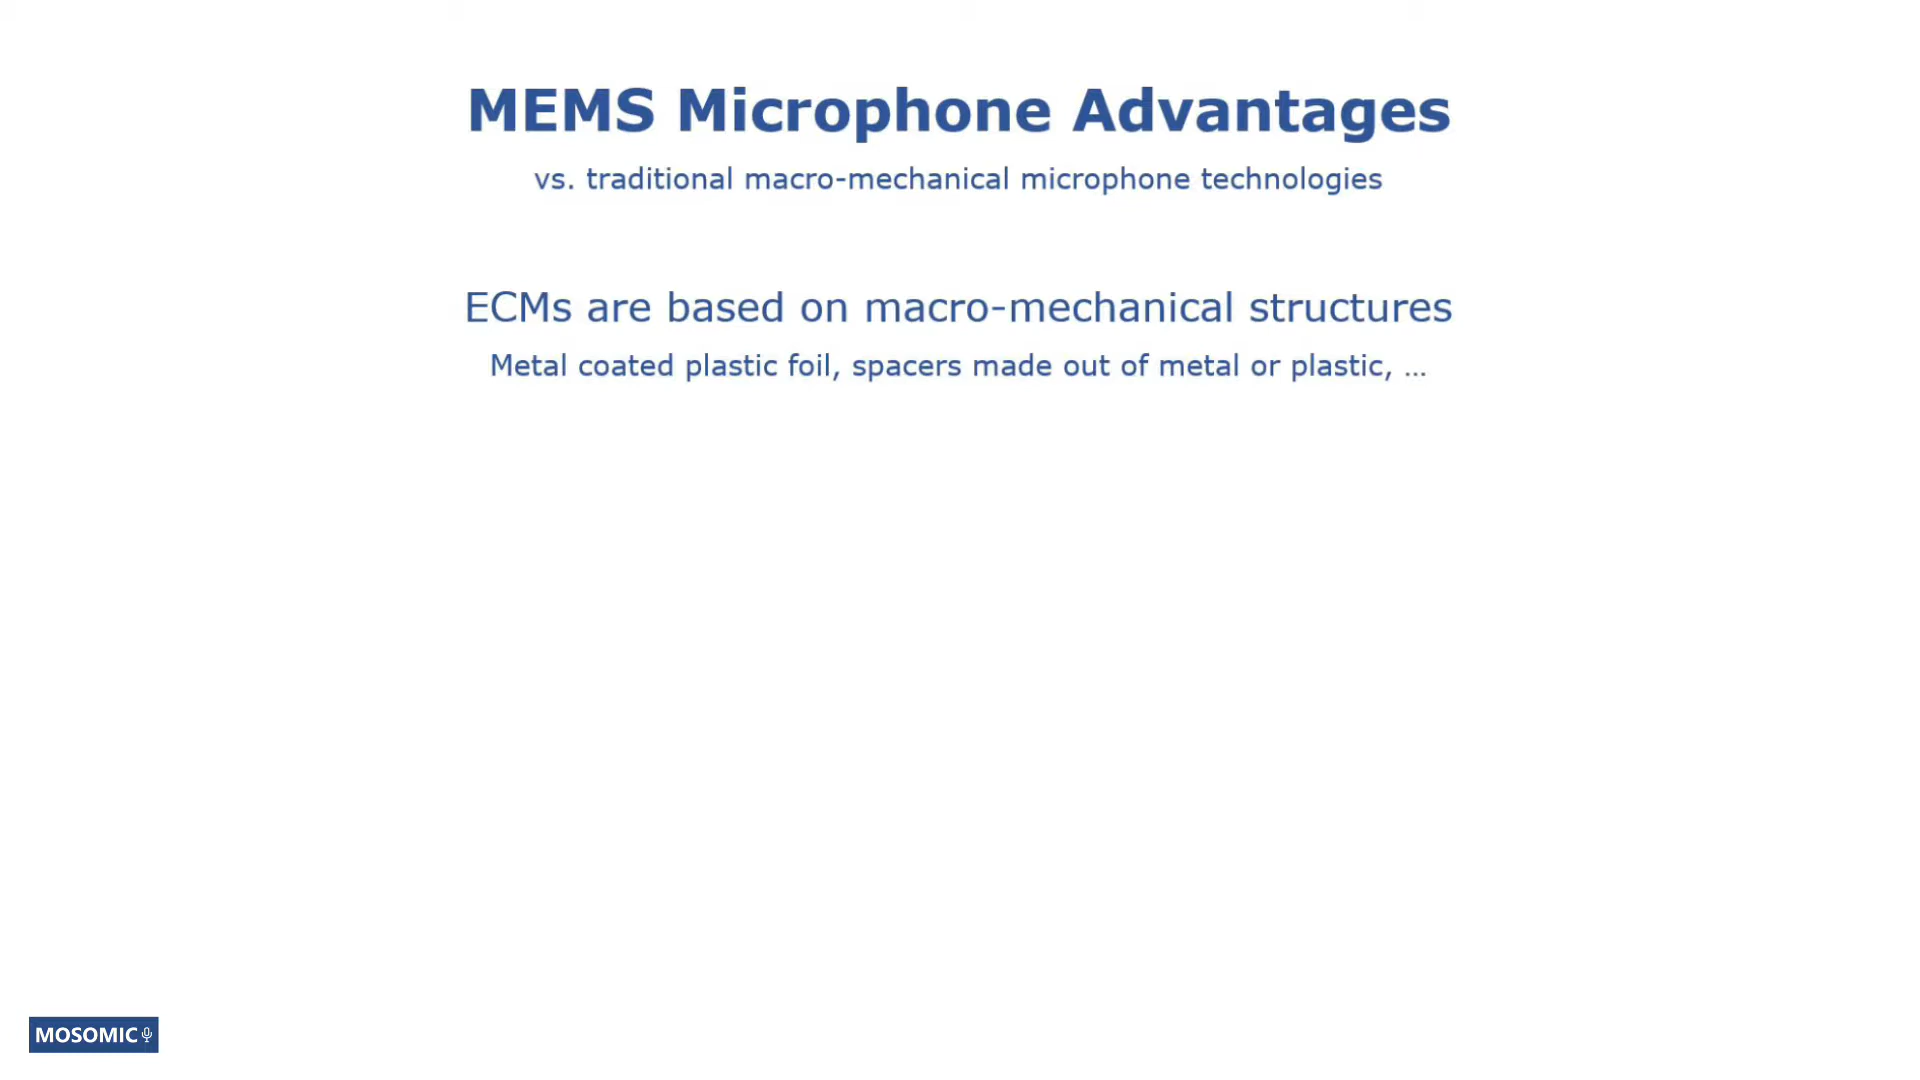 MEMS Microphone Advantages
vs. traditional macro-mechanical microphone technologies
ECMs are based on macro-mechanical structures
Metal coated plastic foil, spacers made out of metal or plastic, ...
MOSOMIC